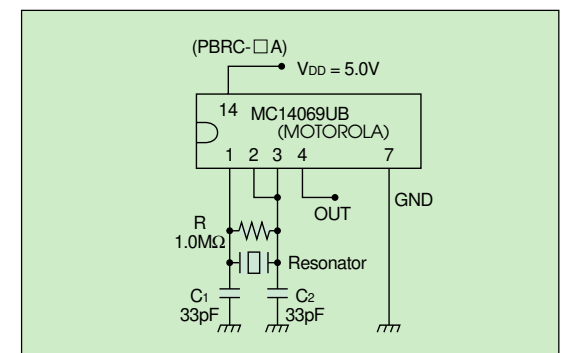 (PBRC-□A)
VDD = 5.0V
14 MC14069UB
(MOTOROLA)
1 2 3 4 7
GND
OUT
R
1.0MΩ
Resonator
C1 C2
33pF 33pF